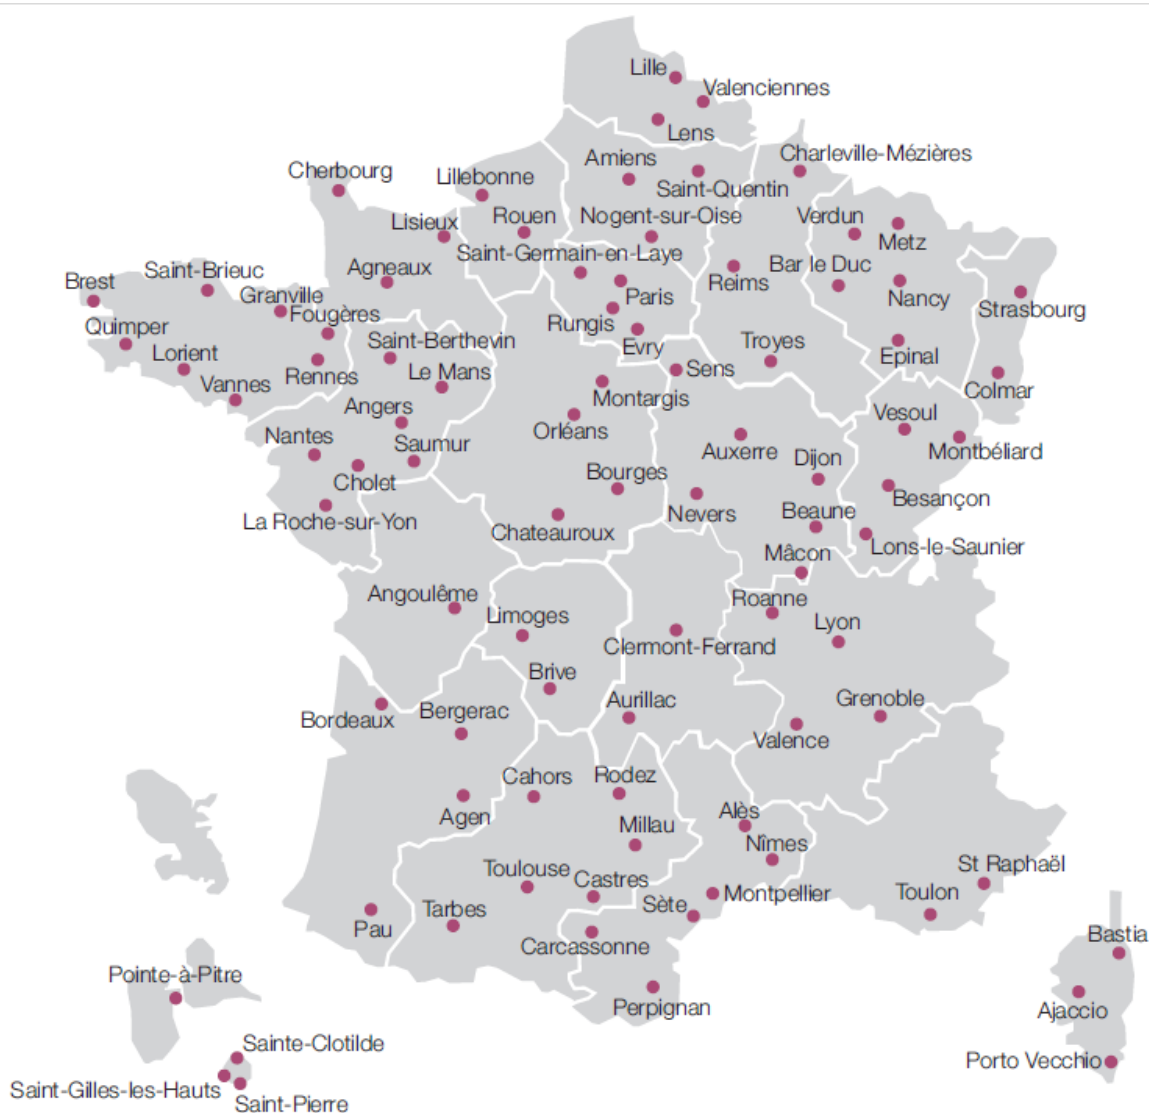 Lille
Valenciennes
Lens
Charleville-Mézières
Amiens
Cherbourg
Lillebonne
Saint-Quentin
Lisieux
Rouen
Nogent-sur-Oise
Verdun
Metz
Saint-Germain-en-Laye
Agneaux
Bar le Duc
Saint-Brieuc
Brest
Reims
Granville
Paris
Nancy
Strasbourg
Fougères
Quimper
Rungis
Saint-Berthevin
Troyes
Evry
Lorient
Epinal
Rennes
Le Mans
Sens
Vannes
Colmar
Montargis
Angers
Vesoul
Orléans
Nantes
Saumur
Auxerre
Dijon
Montbéliard
Bourges
Cholet
Besançon
Nevers
Beaune
La Roche-sur-Yon
Chateauroux
Lons-le-Saunier
Mâcon
Angoulême
Roanne
Limoges
Lyon
Clermont-Ferrand
Brive
Aurillac
Grenoble
Bordeaux
Bergerac
Valence
Cahors
Rodez
Agen
Alès
Millau
Nîmes
St Raphaël
Toulouse
Castres
Toulon
Montpellier
Sète
Tarbes
Pau
Bastia
Carcassonne
Pointe-à-Pitre
Perpignan
Ajaccio
Sainte-Clotilde
Porto Vecchio
Saint-Gilles-les-Hauts
Saint-Pierre